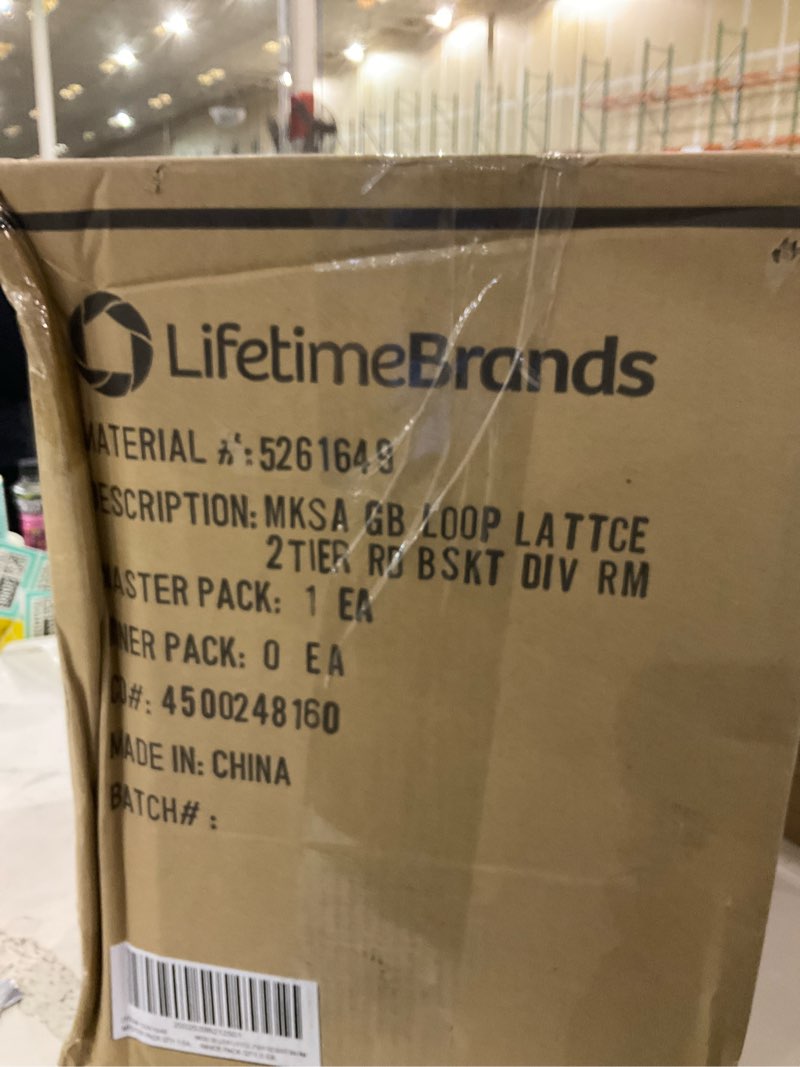 LifetimeBrands
MATERIAL #: 5261649
DESCRIPTION: MKSA GB LOOP LATTCE
2TIER RD BSKT DIV RM
MASTER PACK: 1 EA
INNER PACK: 0 EA
CO#: 4500248160
MADE IN: CHINA
BATCH# :